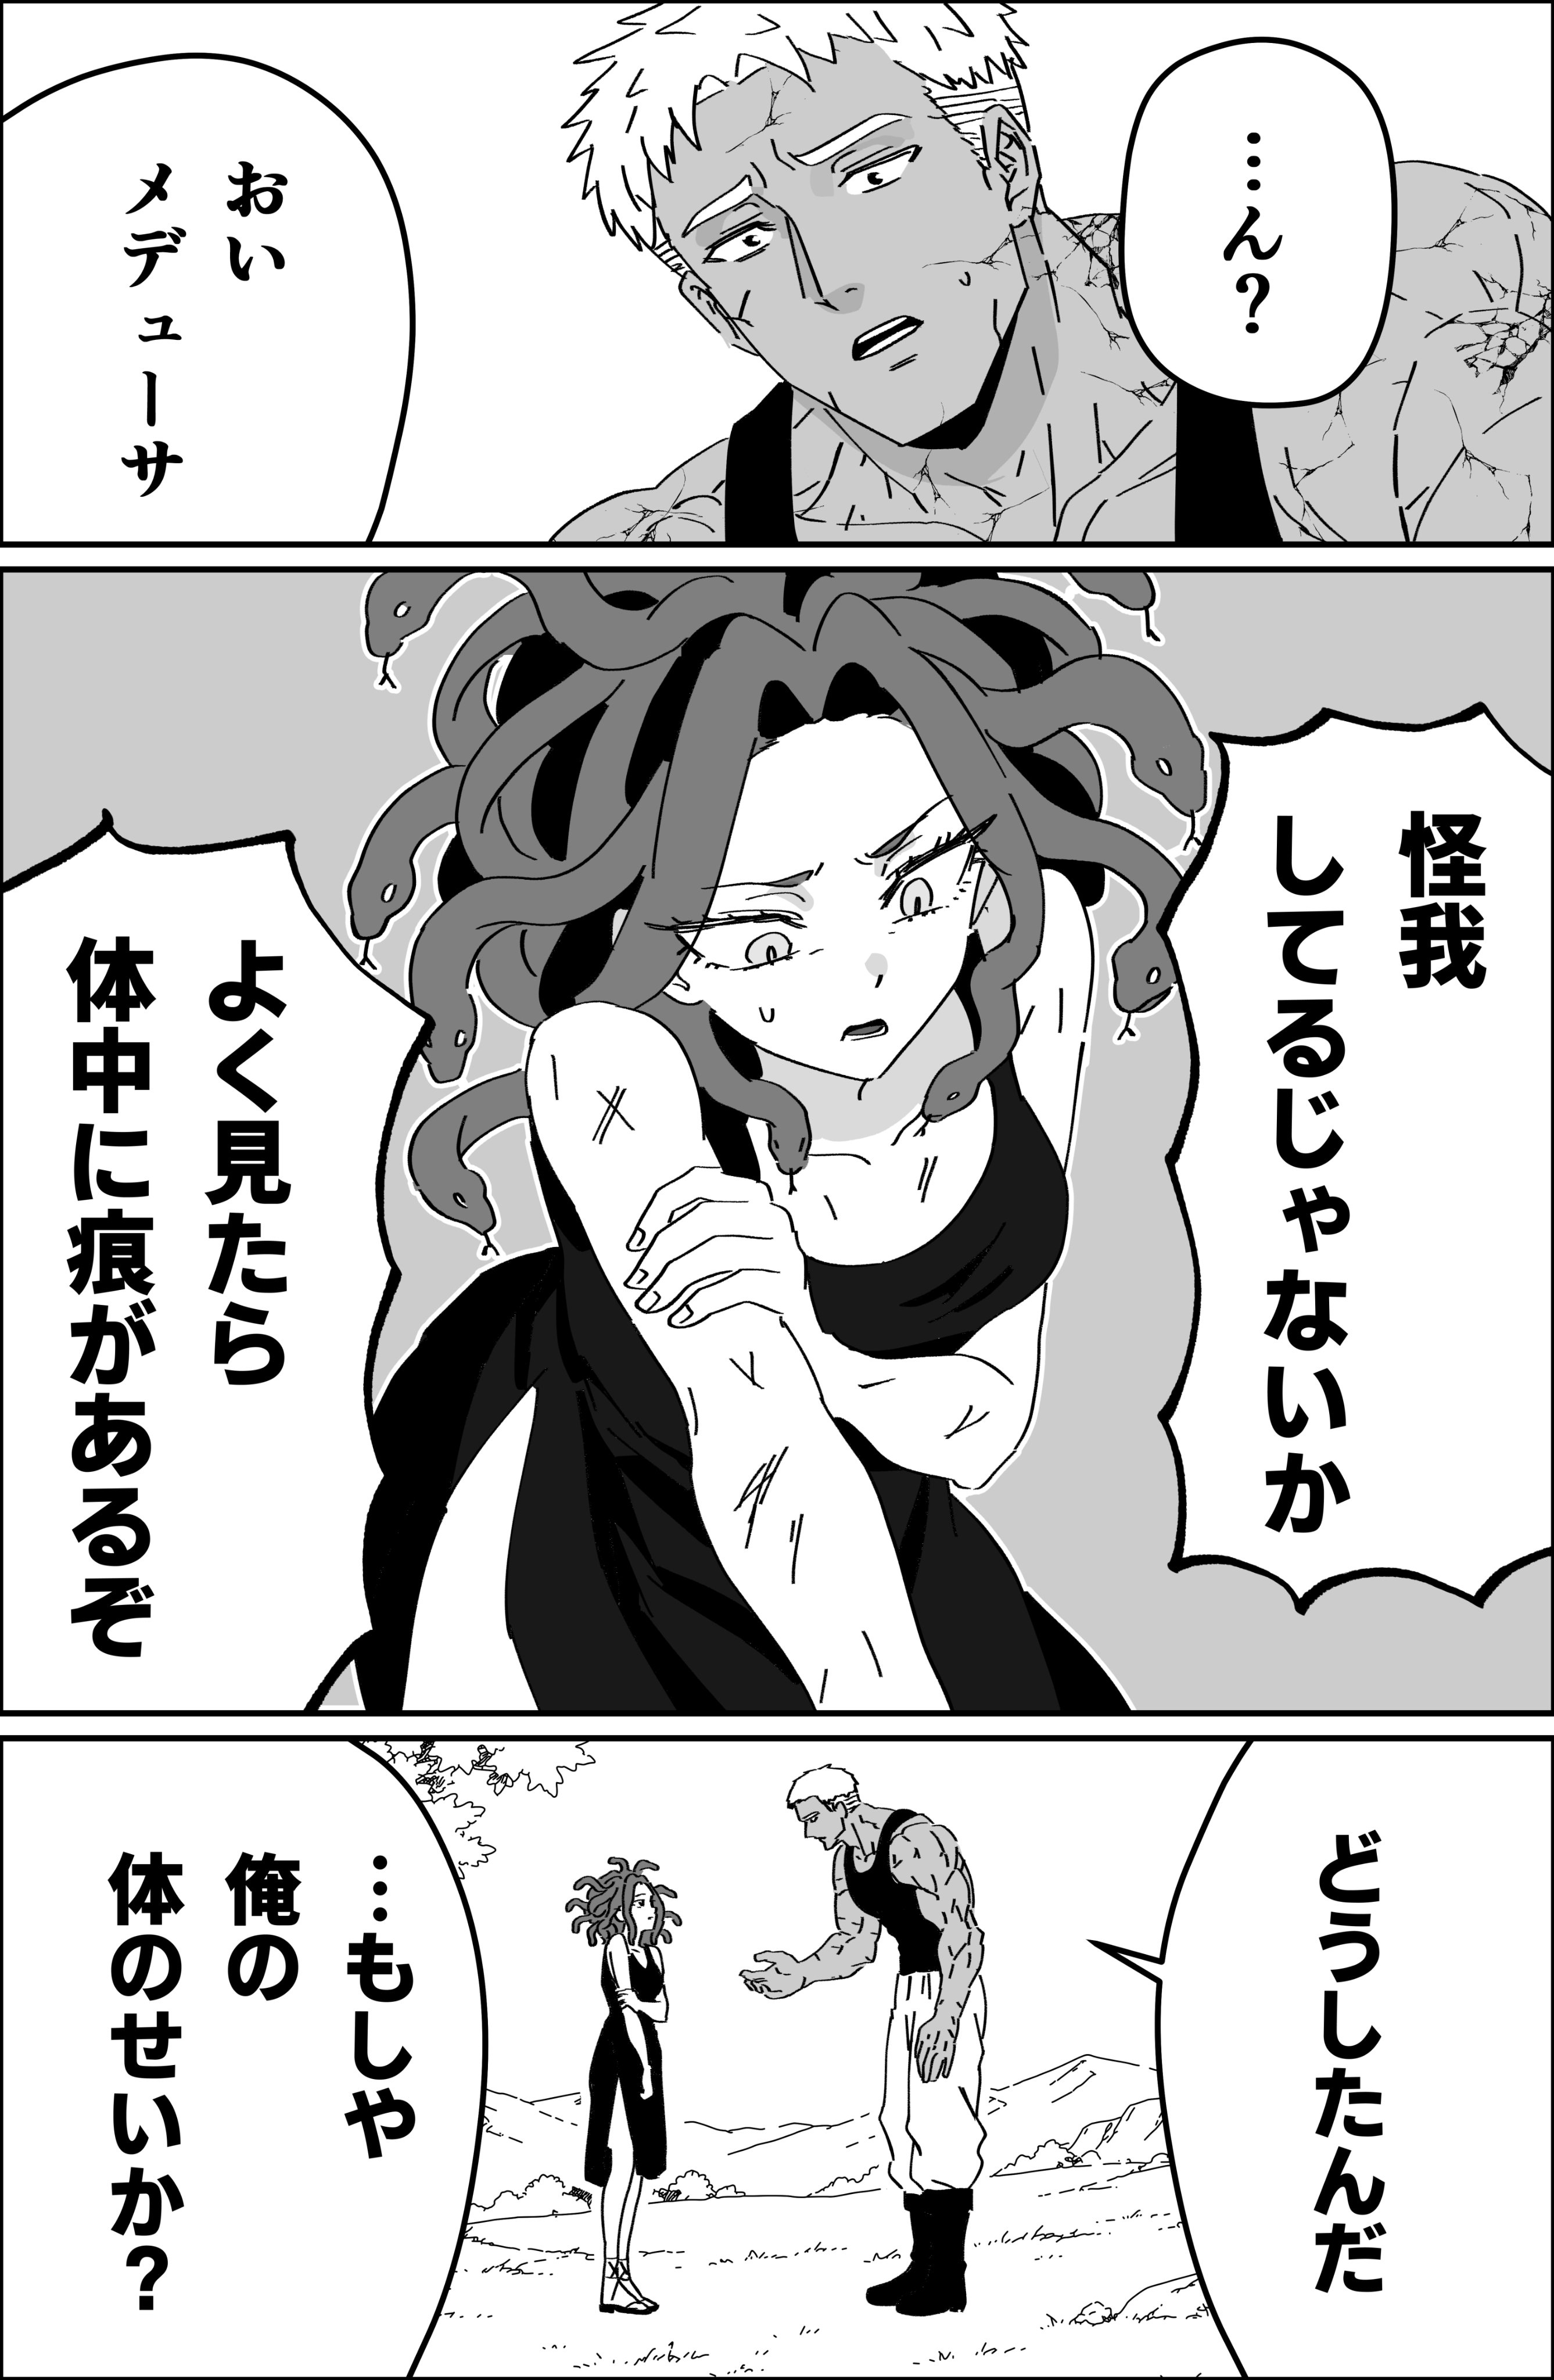 …ん?
おい
メデューサ
怪我
してるじゃないか
よく見たら
体中に痕があるぞ
どうしたんだ
…もしや
俺の
体のせいか?